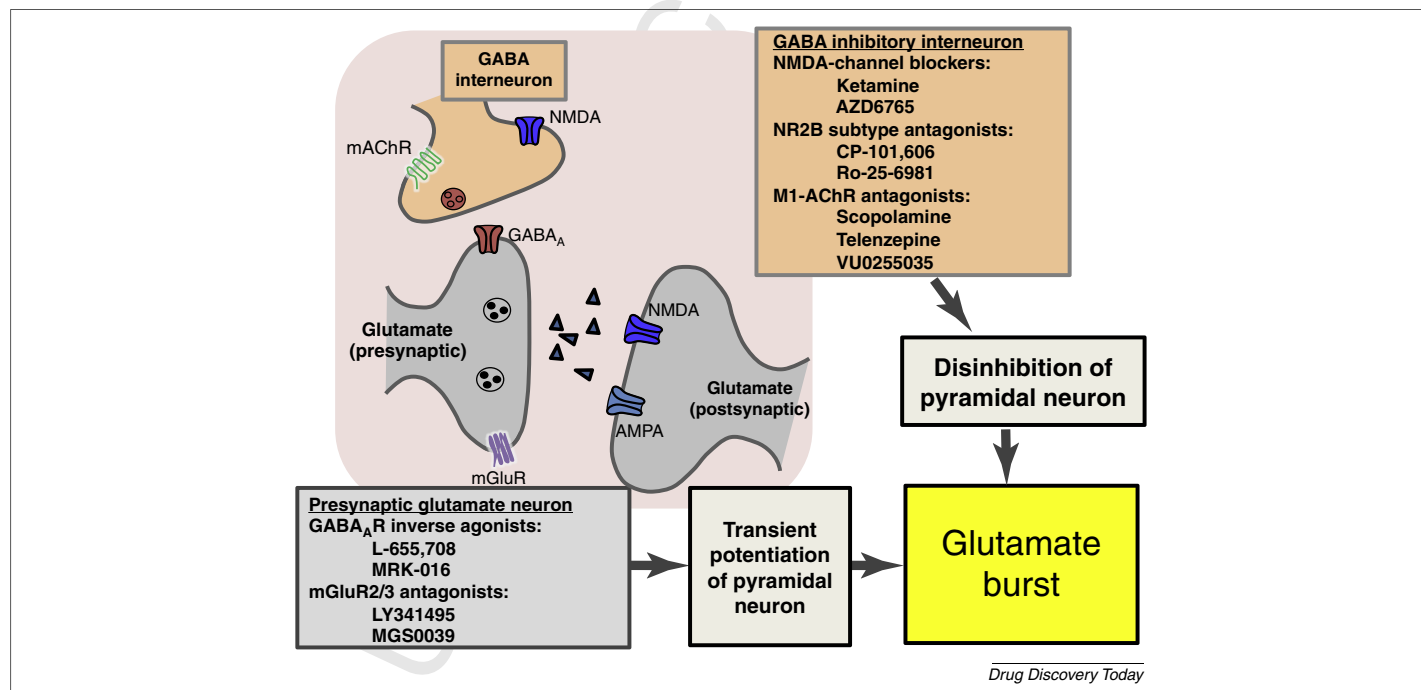 GABA
interneuron
NMDA
mAChR
GABAA
Glutamate
(presynaptic)
NMDA
Glutamate
(postsynaptic)
AMPA
mGluR
GABA inhibitory interneuron
NMDA-channel blockers:
Ketamine
AZD6765
NR2B subtype antagonists:
CP-101,606
Ro-25-6981
M1-AChR antagonists:
Scopolamine
Telenzepine
VU0255035
Disinhibition of
pyramidal neuron
Presynaptic glutamate neuron
GABAAR inverse agonists:
L-655,708
MRK-016
mGluR2/3 antagonists:
LY341495
MGS0039
Transient
potentiation
of pyramidal
neuron
Glutamate
burst
Drug Discovery Today